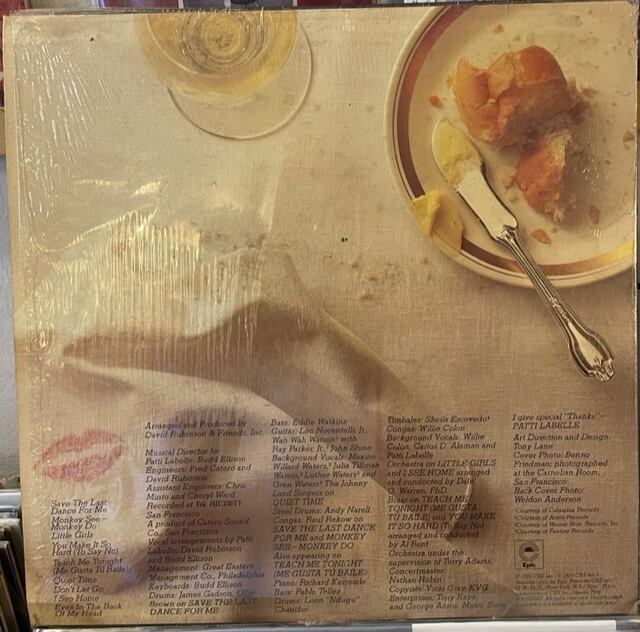 Save The Last
Dance For Me
Monkey See—
Monkey Do
Little Girls
You Make It So
Hard (To Say No)
Teach Me Tonight
(Me Gusta Tu Baile)
Quiet Time
Don't Let Go
I See Home
Eyes In The Back
Of My Head
Arranged and Produced by
David Rubinson & Friends, Inc.
Musical Director for
Patti Labelle: Budd Ellison
Engineers: Fred Catero and
David Rubinson
Assistant Engineers: Chris
Minto and Cheryl Ward
Recorded at THE AUTOMATT
San Francisco
A product of Catero Sound
Co., San Francisco
Vocal arrangements by Patti
Labelle, David Rubinson
and Budd Ellison
Management: Great Eastern
Management Co., Philadelphia
Keyboards: Budd Ellison
Drums: James Gadson, Ollie
Brown on SAVE THE LAST
DANCE FOR ME
Bass: Eddie Watkins
Guitar: Leo Nocentelli, Jr.,
Wah Wah Watson with
Ray Parker, Jr., John Shine
Background Vocals: Maxine
Willard Waters, Julia Tillman
Waters, Luther Waters and
Oren Waters The Johnny
Land Singers on
QUIET TIME
Steel Drums: Andy Narell
Congas: Raul Rekow on
SAVE THE LAST DANCE
FOR ME and MONKEY
SEE—MONKEY DO
Also appearing on
TEACH ME TONIGHT
(ME GUSTA TU BAILE)
Piano: Richard Kermode
Bass: Pablo Tellez
Drums: Leon "Ndugu"
Chancler
Timbales: Sheila Escovedo
Congas: Willie Colon
Background Vocals: Willie
Colon, Carlos D. Aleman and
Patti Labelle
Orchestra on LITTLE GIRLS
and I SEE HOME arranged
and conducted by Dale
O. Warren, PhD.
Bear on TEACH ME
TONIGHT (ME GUSTA
TU BAILE) and YOU MAKE
IT SO HARD (To Say No)
arranged and conducted
by Al Kent
Orchestra under the
supervision of Terry Adams,
Concertmaster
Nathan Rubin
Copyists: Vicki Gray, KVG
Enterprises; Tony Kaye
and George Annis, Music Suite
I give special "Thanks"—
PATTI LABELLE
Art Direction and Design:
Tony Lane
Cover Photo: Benno
Friedman; photographed
at the Carnelian Room,
San Francisco
Back Cover Photo:
Weldon Anderson
Courtesy of Columbia Records
Courtesy of Arista Records
Courtesy of Warner Bros. Records, Inc.
Courtesy of Fantasy Records
Epic